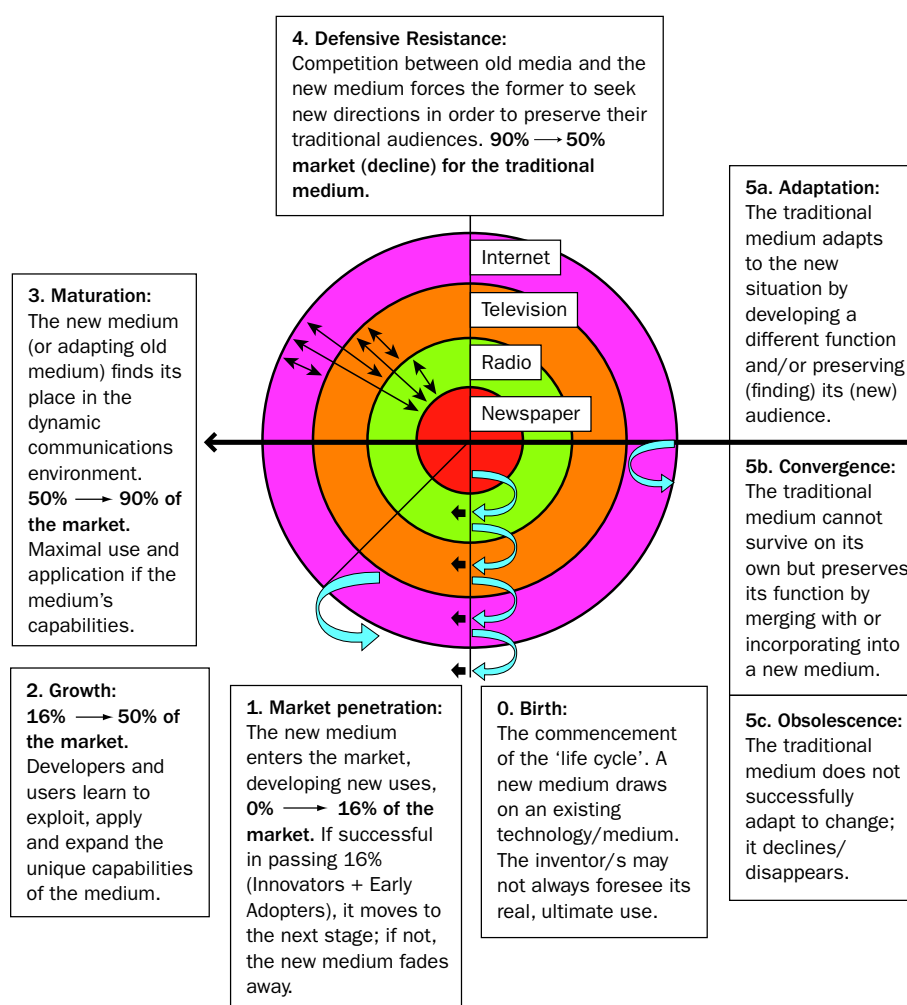 4. Defensive Resistance:
Competition between old media and the
new medium forces the former to seek
new directions in order to preserve their
traditional audiences. 90% → 50%
market (decline) for the traditional
medium.
Internet
Television
Radio
Newspaper
5a. Adaptation:
The traditional
medium adapts
to the new
situation by
developing a
different function
and/or preserving
(finding) its (new)
audience.
3. Maturation:
The new medium
(or adapting old
medium) finds its
place in the
dynamic
communications
environment.
50% → 90% of
the market.
Maximal use and
application if the
medium's
capabilities.
5b. Convergence:
The traditional
medium cannot
survive on its
own but preserves
its function by
merging with or
incorporating into
a new medium.
2. Growth:
16% → 50% of
the market.
Developers and
users learn to
exploit, apply
and expand the
unique capabilities
of the medium.
1. Market penetration:
The new medium
enters the market,
developing new uses,
0% → 16% of the
market. If successful
in passing 16%
(Innovators + Early
Adopters), it moves to
the next stage; if not,
the new medium fades
away.
0. Birth:
The commencement
of the 'life cycle'. A
new medium draws
on an existing
technology/medium.
The inventor/s may
not always foresee its
real, ultimate use.
5c. Obsolescence:
The traditional
medium does not
successfully
adapt to change;
it declines/
disappears.